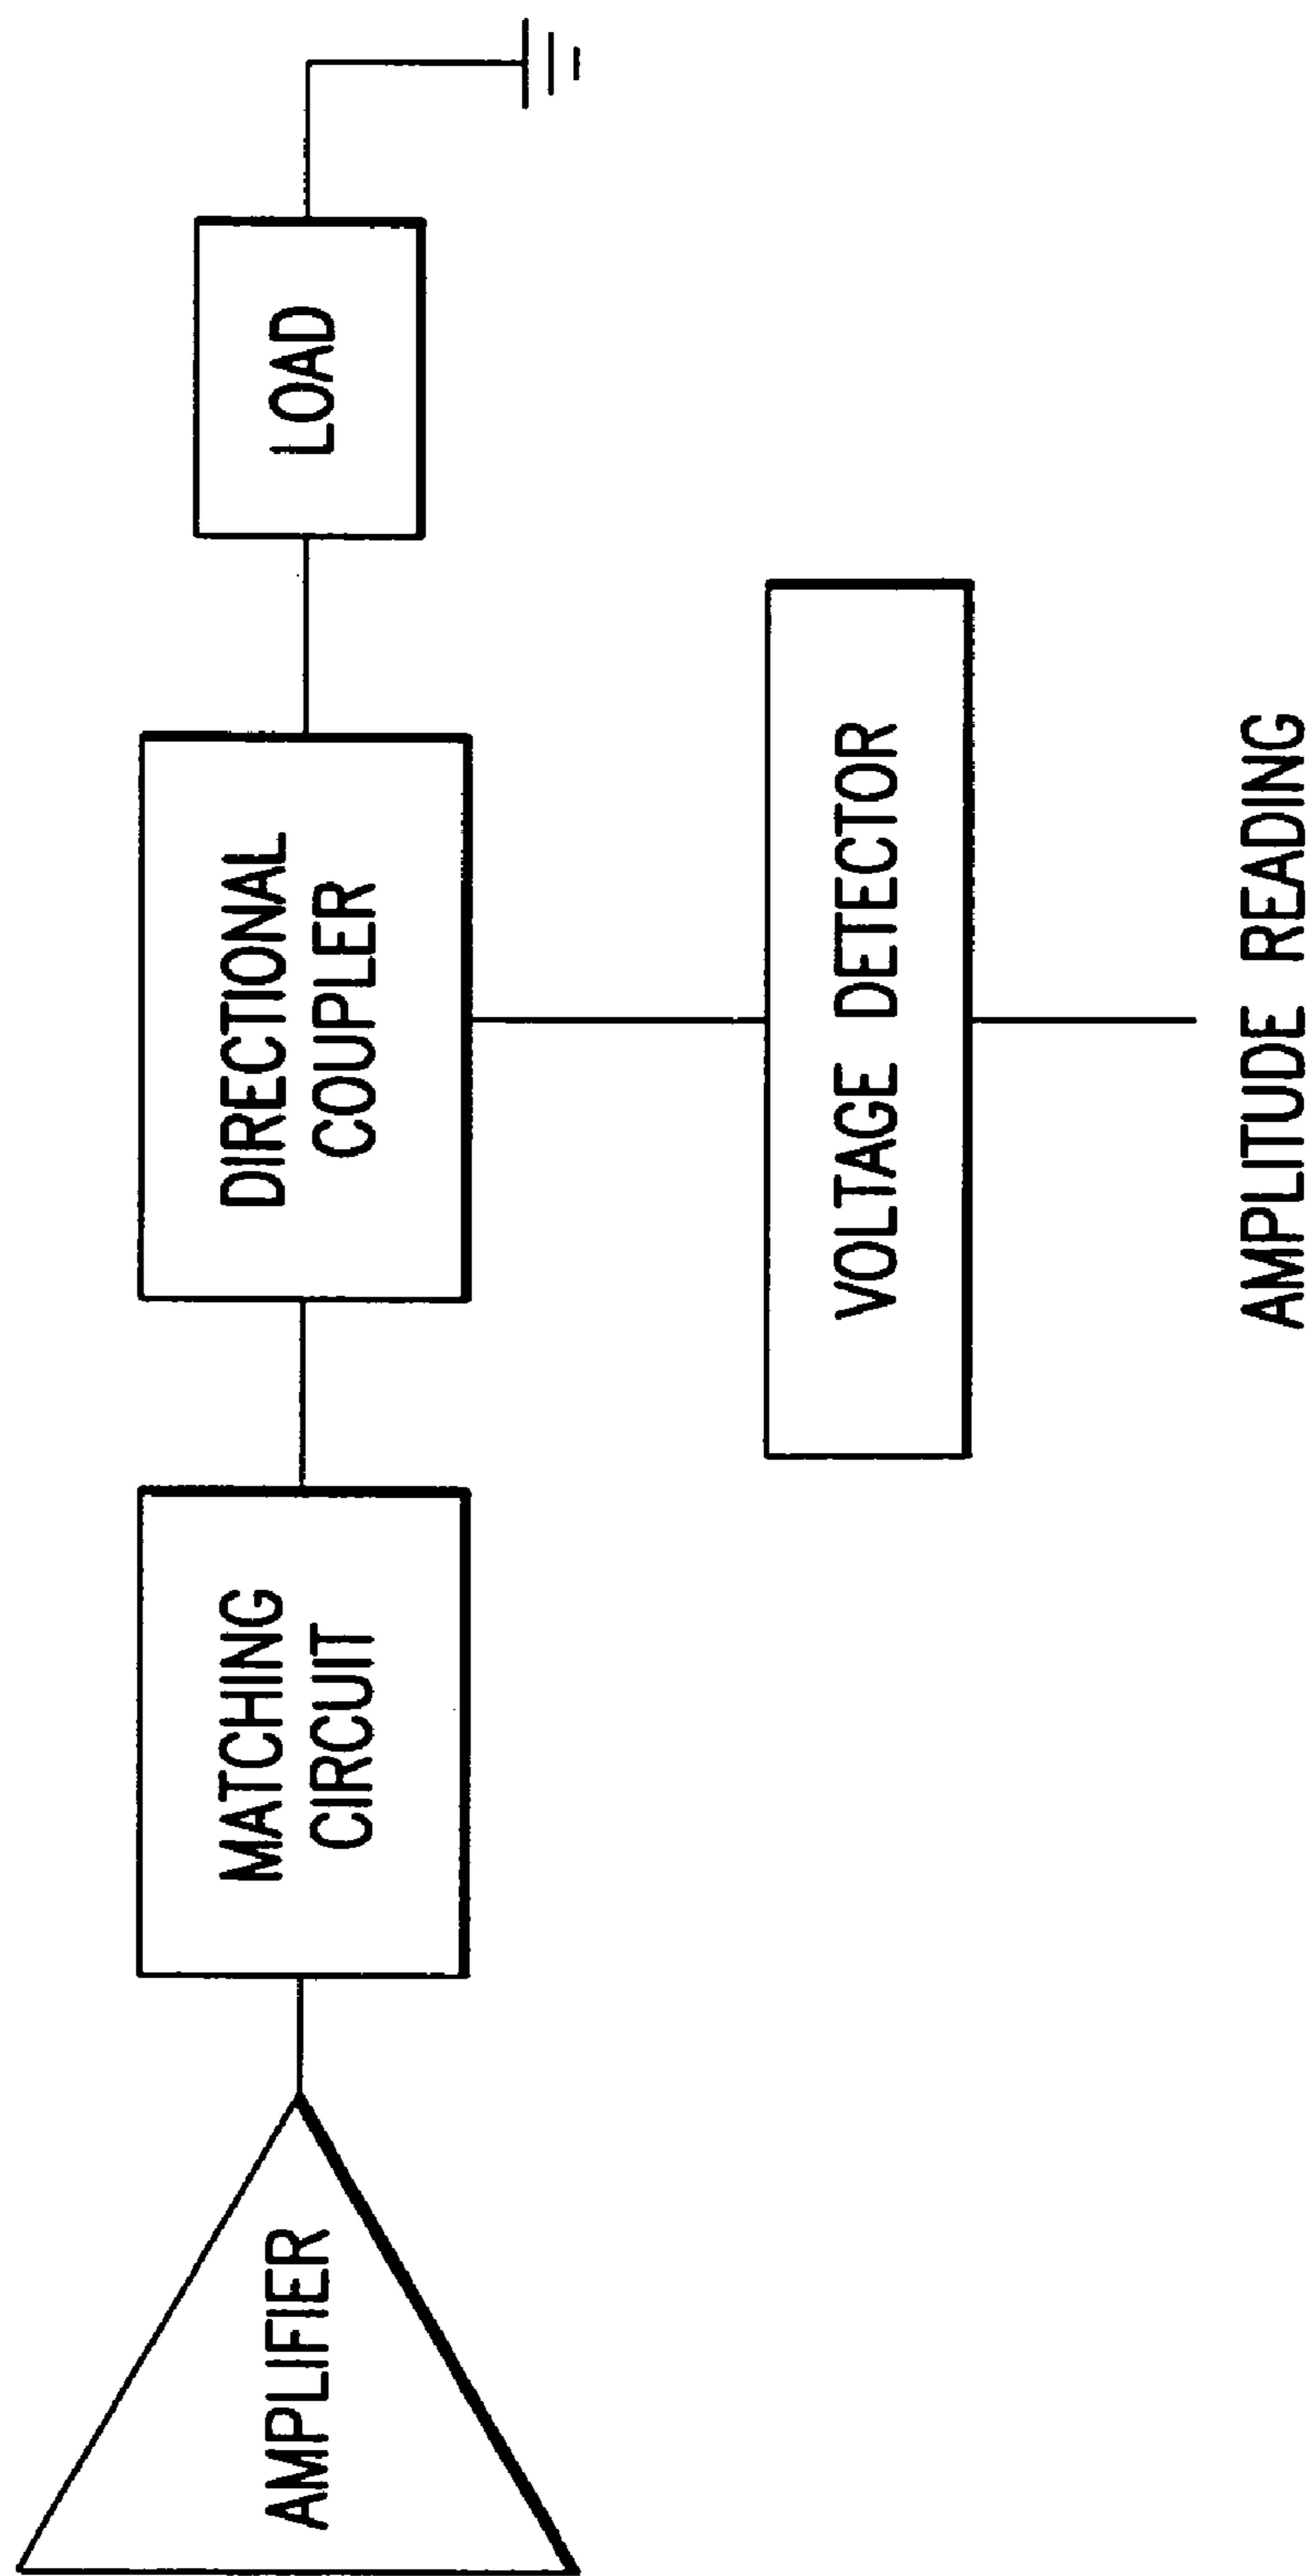 AMPLIFIER
MATCHING
CIRCUIT
DIRECTIONAL
COUPLER
LOAD
VOLTAGE DETECTOR
AMPLITUDE READING